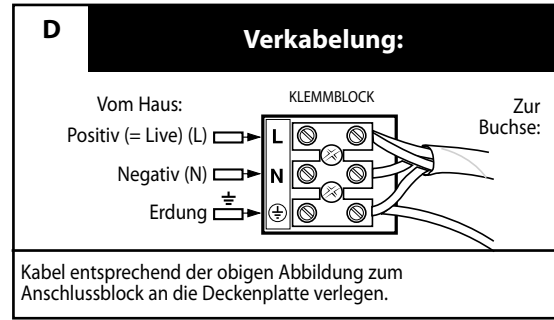 D
Verkabelung:
Vom Haus:
KLEMMBLOCK
Zur
Buchse:
Positiv (= Live) (L)
L
Negativ (N)
N
Erdung
Kabel entsprechend der obigen Abbildung zum
Anschlussblock an die Deckenplatte verlegen.